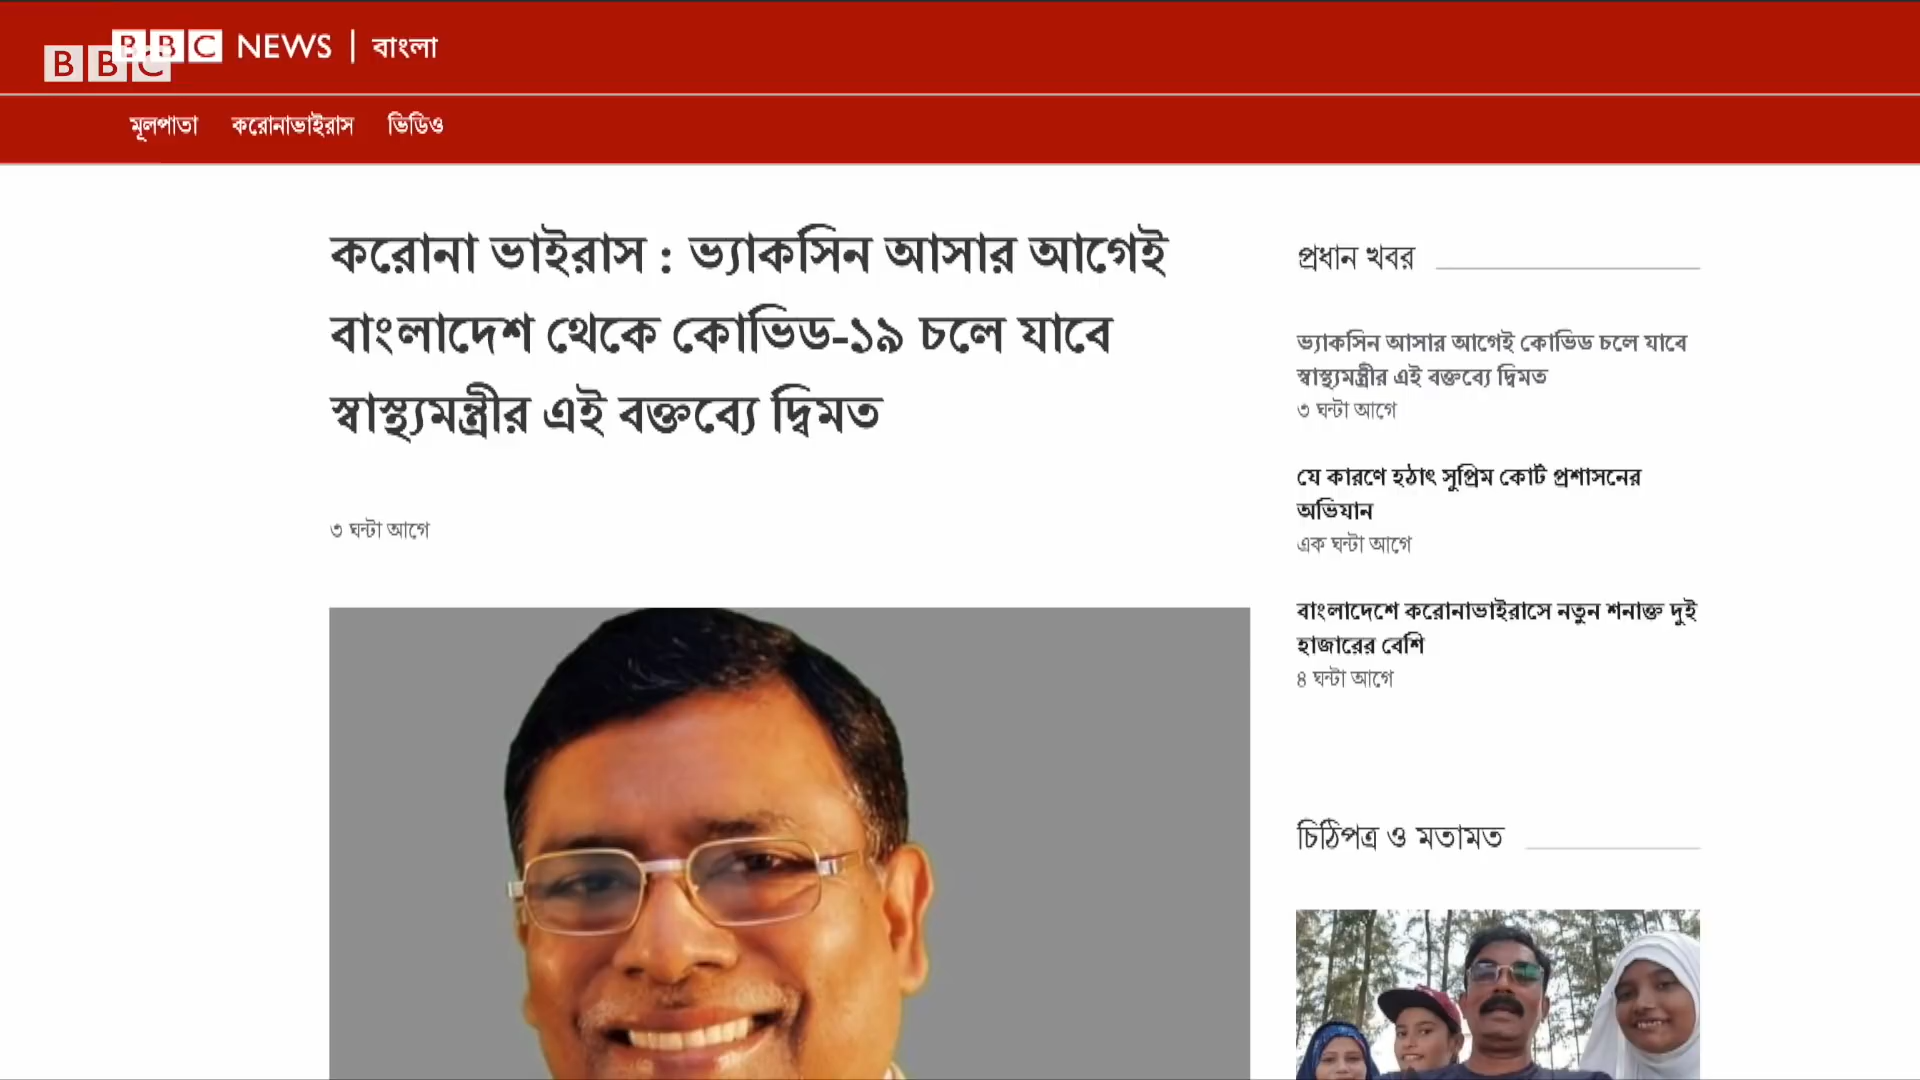 BBC NEWS | বাংলা
BBC
মূলপাতা করোনাভাইরাস ভিডিও
করোনা ভাইরাস : ভ্যাকসিন আসার আগেই
বাংলাদেশ থেকে কোভিড-১৯ চলে যাবে
স্বাস্থ্যমন্ত্রীর এই বক্তব্যে দ্বিমত
৩ ঘন্টা আগে
প্রধান খবর
ভ্যাকসিন আসার আগেই কোভিড চলে যাবে
স্বাস্থ্যমন্ত্রীর এই বক্তব্যে দ্বিমত
৩ ঘন্টা আগে
যে কারণে হঠাৎ সুপ্রিম কোর্ট প্রশাসনের
অভিযান
এক ঘন্টা আগে
বাংলাদেশে করোনাভাইরাসে নতুন শনাক্ত দুই
হাজারের বেশি
৪ ঘন্টা আগে
চিঠিপত্র ও মতামত